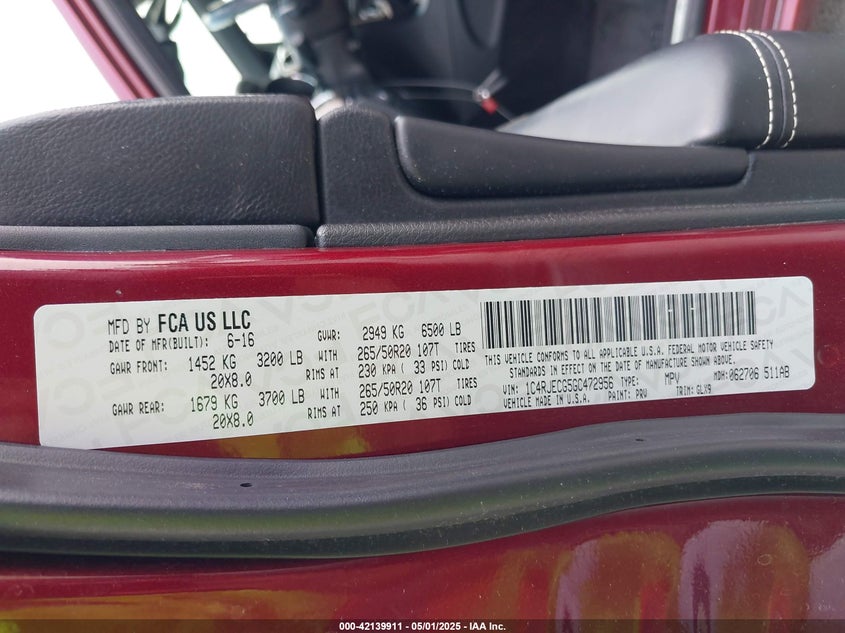 MFD BY FCA US LLC
DATE OF MFR(BUILT): 6-16 GVWR: 2949 KG 6500 LB
GAWR FRONT: 1452 KG 3200 LB WITH 265/50R20 107T TIRES
20X8.0 RIMS AT 230 KPA ( 33 PSI) COLD
GAWR REAR: 1679 KG 3700 LB WITH 265/50R20 107T TIRES
20X8.0 RIMS AT 250 KPA ( 36 PSI) COLD
THIS VEHICLE CONFORMS TO ALL APPLICABLE U.S.A. FEDERAL MOTOR VEHICLE SAFETY
STANDARDS IN EFFECT ON THE DATE OF MANUFACTURE SHOWN ABOVE.
VIN: 1C4RJECG5GC472956 TYPE: MPV MDH: 062706 511AB
VEHICLE MADE IN U.S.A. PAINT: PRV TRIM: GLX9
000-42139911 - 05/01/2025 - IAA Inc.